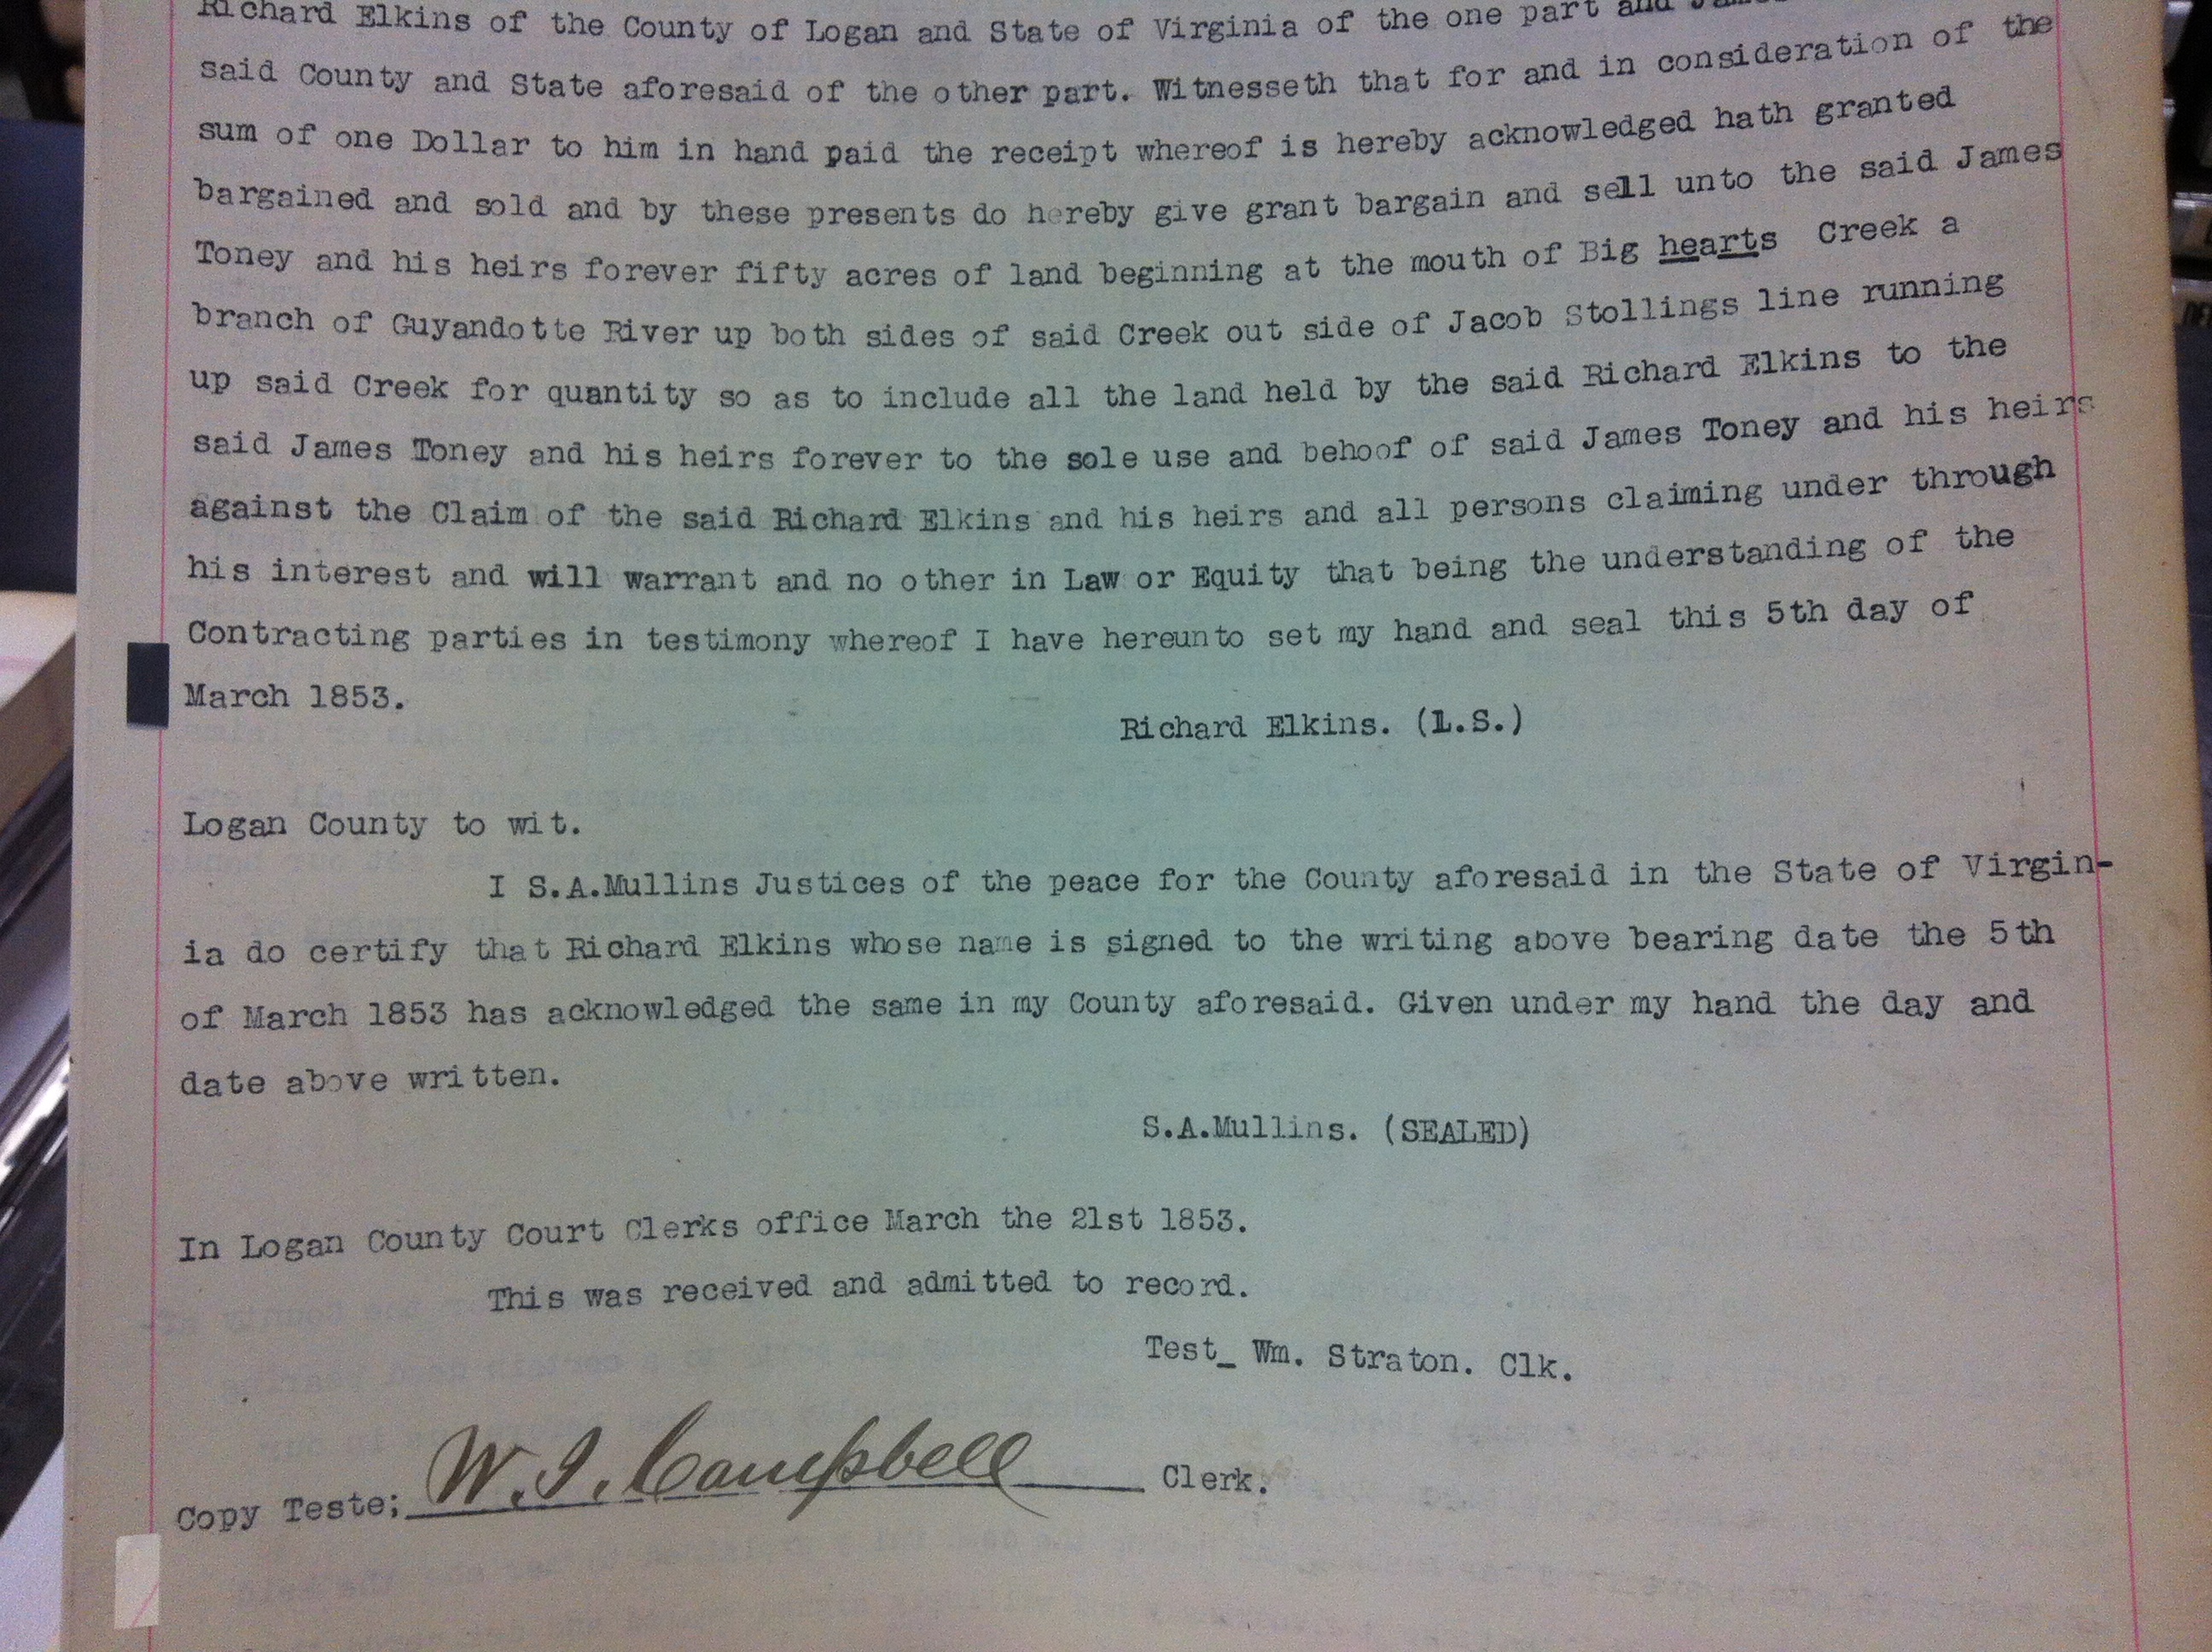 Richard Elkins of the County of Logan and State of Virginia of the one part and
said County and State aforesaid of the other part. Witnesseth that for and in consideration of the
sum of one Dollar to him in hand paid the receipt whereof is hereby acknowledged hath granted
bargained and sold and by these presents do hereby give grant bargain and sell unto the said James
Toney and his heirs forever fifty acres of land beginning at the mouth of Big hearts Creek a
branch of Guyandotte River up both sides of said Creek out side of Jacob Stollings line running
up said Creek for quantity so as to include all the land held by the said Richard Elkins to the
said James Toney and his heirs forever to the sole use and behoof of said James Toney and his heirs
against the Claim of the said Richard Elkins and his heirs and all persons claiming under through
his interest and will warrant and no other in Law or Equity that being the understanding of the
Contracting parties in testimony whereof I have hereunto set my hand and seal this 5th day of
March 1853.
Richard Elkins. (L.S.)
Logan County to wit.
I S.A.Mullins Justices of the peace for the County aforesaid in the State of Virgin-
ia do certify that Richard Elkins whose name is signed to the writing above bearing date the 5th
of March 1853 has acknowledged the same in my County aforesaid. Given under my hand the day and
date above written.
S.A.Mullins. (SEALED)
In Logan County Court Clerks office March the 21st 1853.
This was received and admitted to record.
Test_ Wm. Straton. Clk.
Copy Teste; W.I. Campbell Clerk.